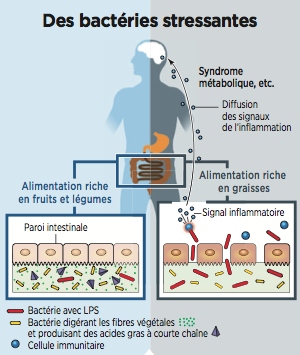 Des bactéries stressantes
Syndrome
métabolique, etc.
Diffusion
des signaux
de l'inflammation
Alimentation riche
en fruits et légumes
Alimentation riche
en graisses
Paroi intestinale
Signal inflammatoire
Bactérie avec LPS
Bactérie digérant les fibres végétales
et produisant des acides gras à courte chaîne
Cellule immunitaire